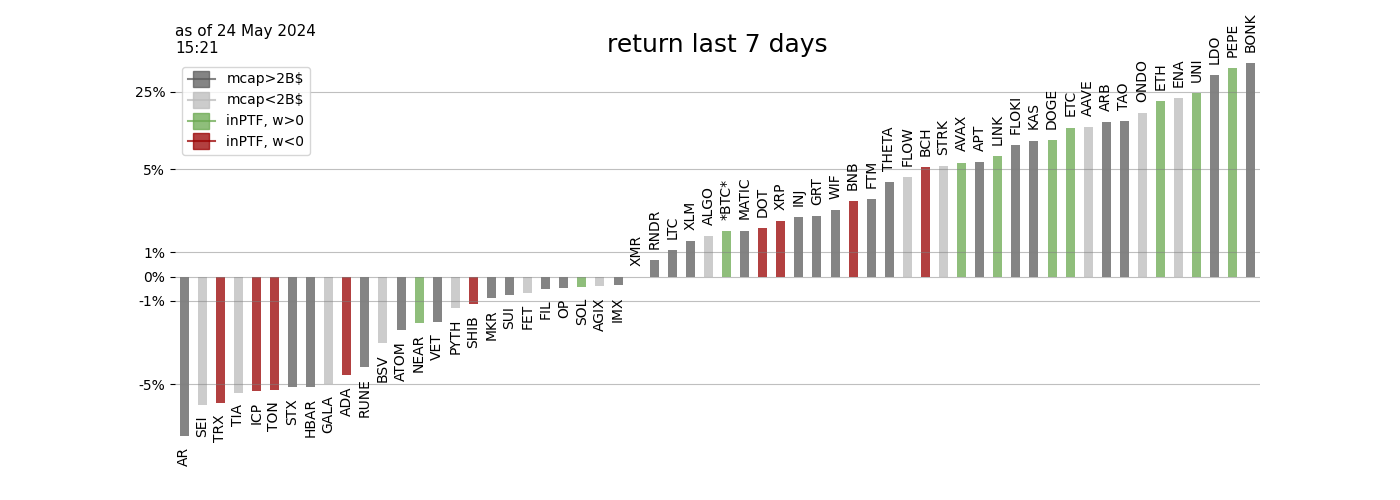 as of 24 May 2024
15:21
return last 7 days
mcap>2B$
mcap<2B$
inPTF, w>0
inPTF, w<0
25%
5%
1%
0%
-1%
-5%
AR
SEI
TRX
TIA
ICP
TON
STX
HBAR
GALA
ADA
RUNE
BSV
ATOM
NEAR
VET
PYTH
SHIB
MKR
SUI
FET
FIL
OP
SOL
AGIX
IMX
XMR
RNDR
LTC
XLM
ALGO
*BTC*
MATIC
DOT
XRP
INJ
GRT
WIF
BNB
FTM
THETA
FLOW
BCH
STRK
AVAX
APT
LINK
FLOKI
KAS
DOGE
ETC
AAVE
ARB
TAO
ONDO
ETH
ENA
UNI
LDO
PEPE
BONK